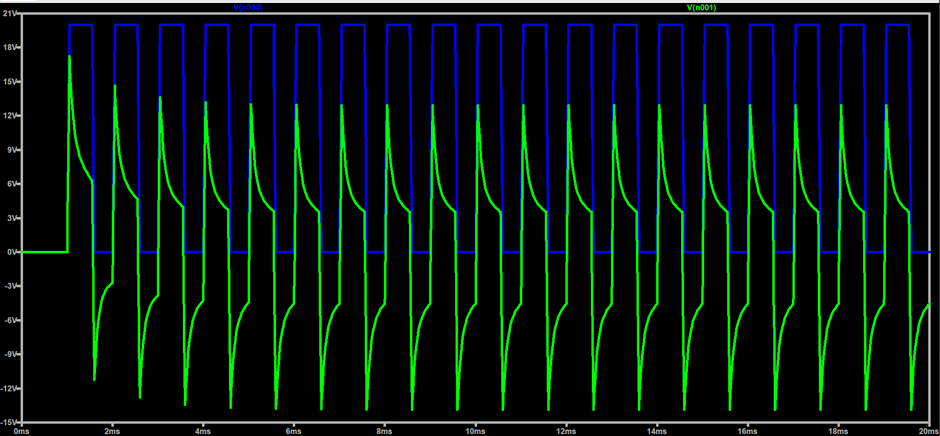 V(n003) V(n001)
21V
18V
15V
12V
9V
6V
3V
0V
-3V
-6V
-9V
-12V
-15V
0ms 2ms 4ms 6ms 8ms 10ms 12ms 14ms 16ms 18ms 20ms